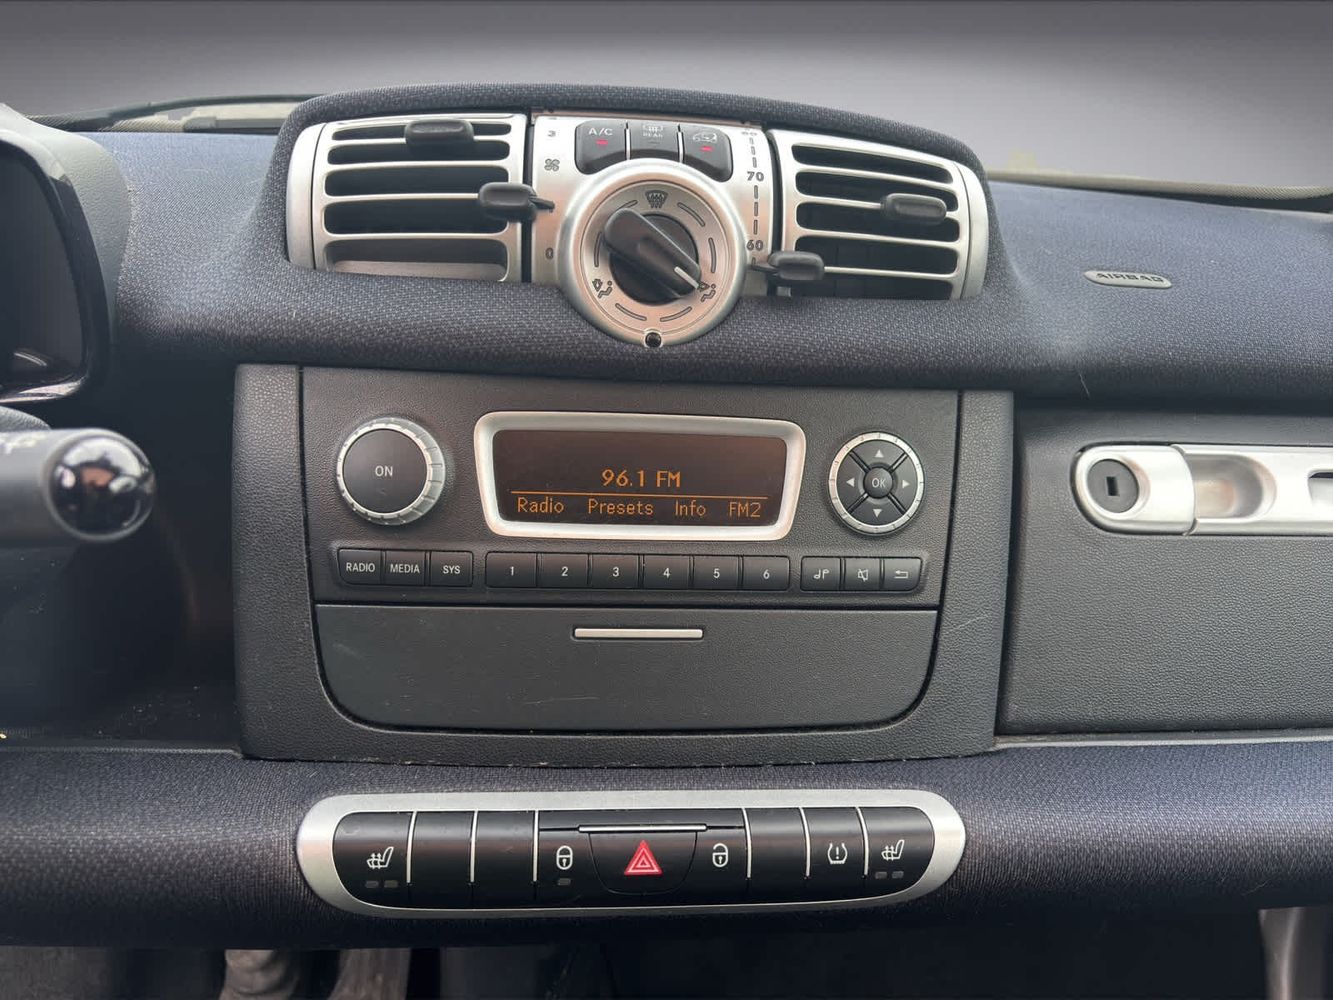 A/C
REAR
70
60
0
AIRBAG
ON
96.1 FM
Radio Presets Info FM2
OK
RADIO MEDIA SYS 1 2 3 4 5 6